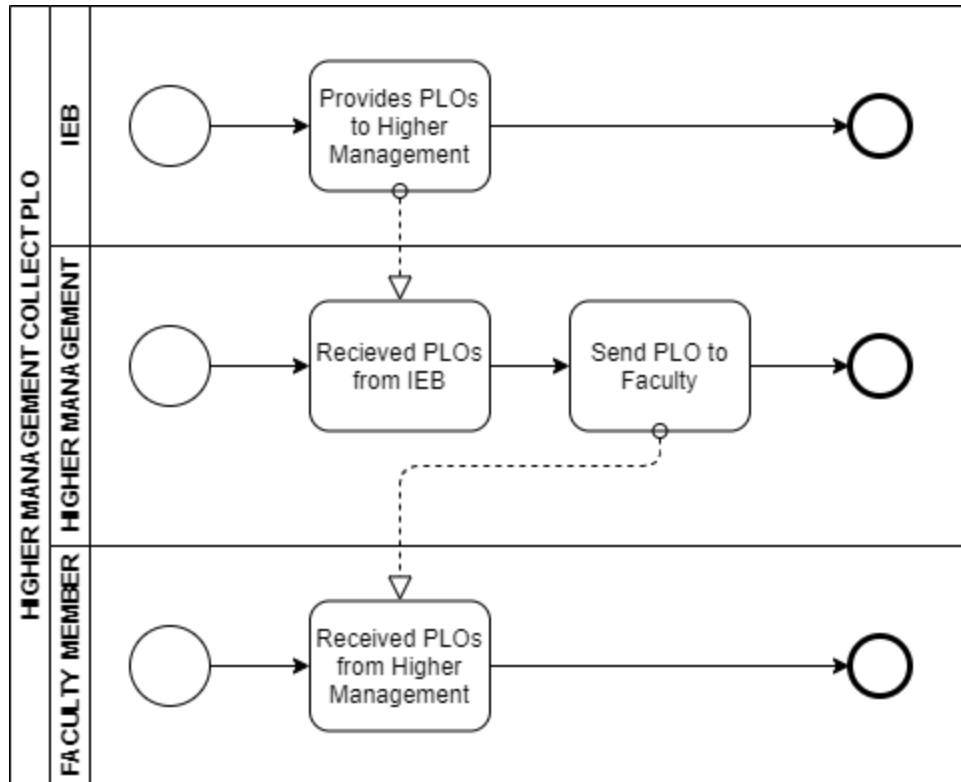 HIGHER MANAGEMENT COLLECT PLO
IEB
Provides PLOs
to Higher
Management
HIGHER MANAGEMENT
Recieved PLOs
from IEB
Send PLO to
Faculty
FACULTY MEMBER
Received PLOs
from Higher
Management